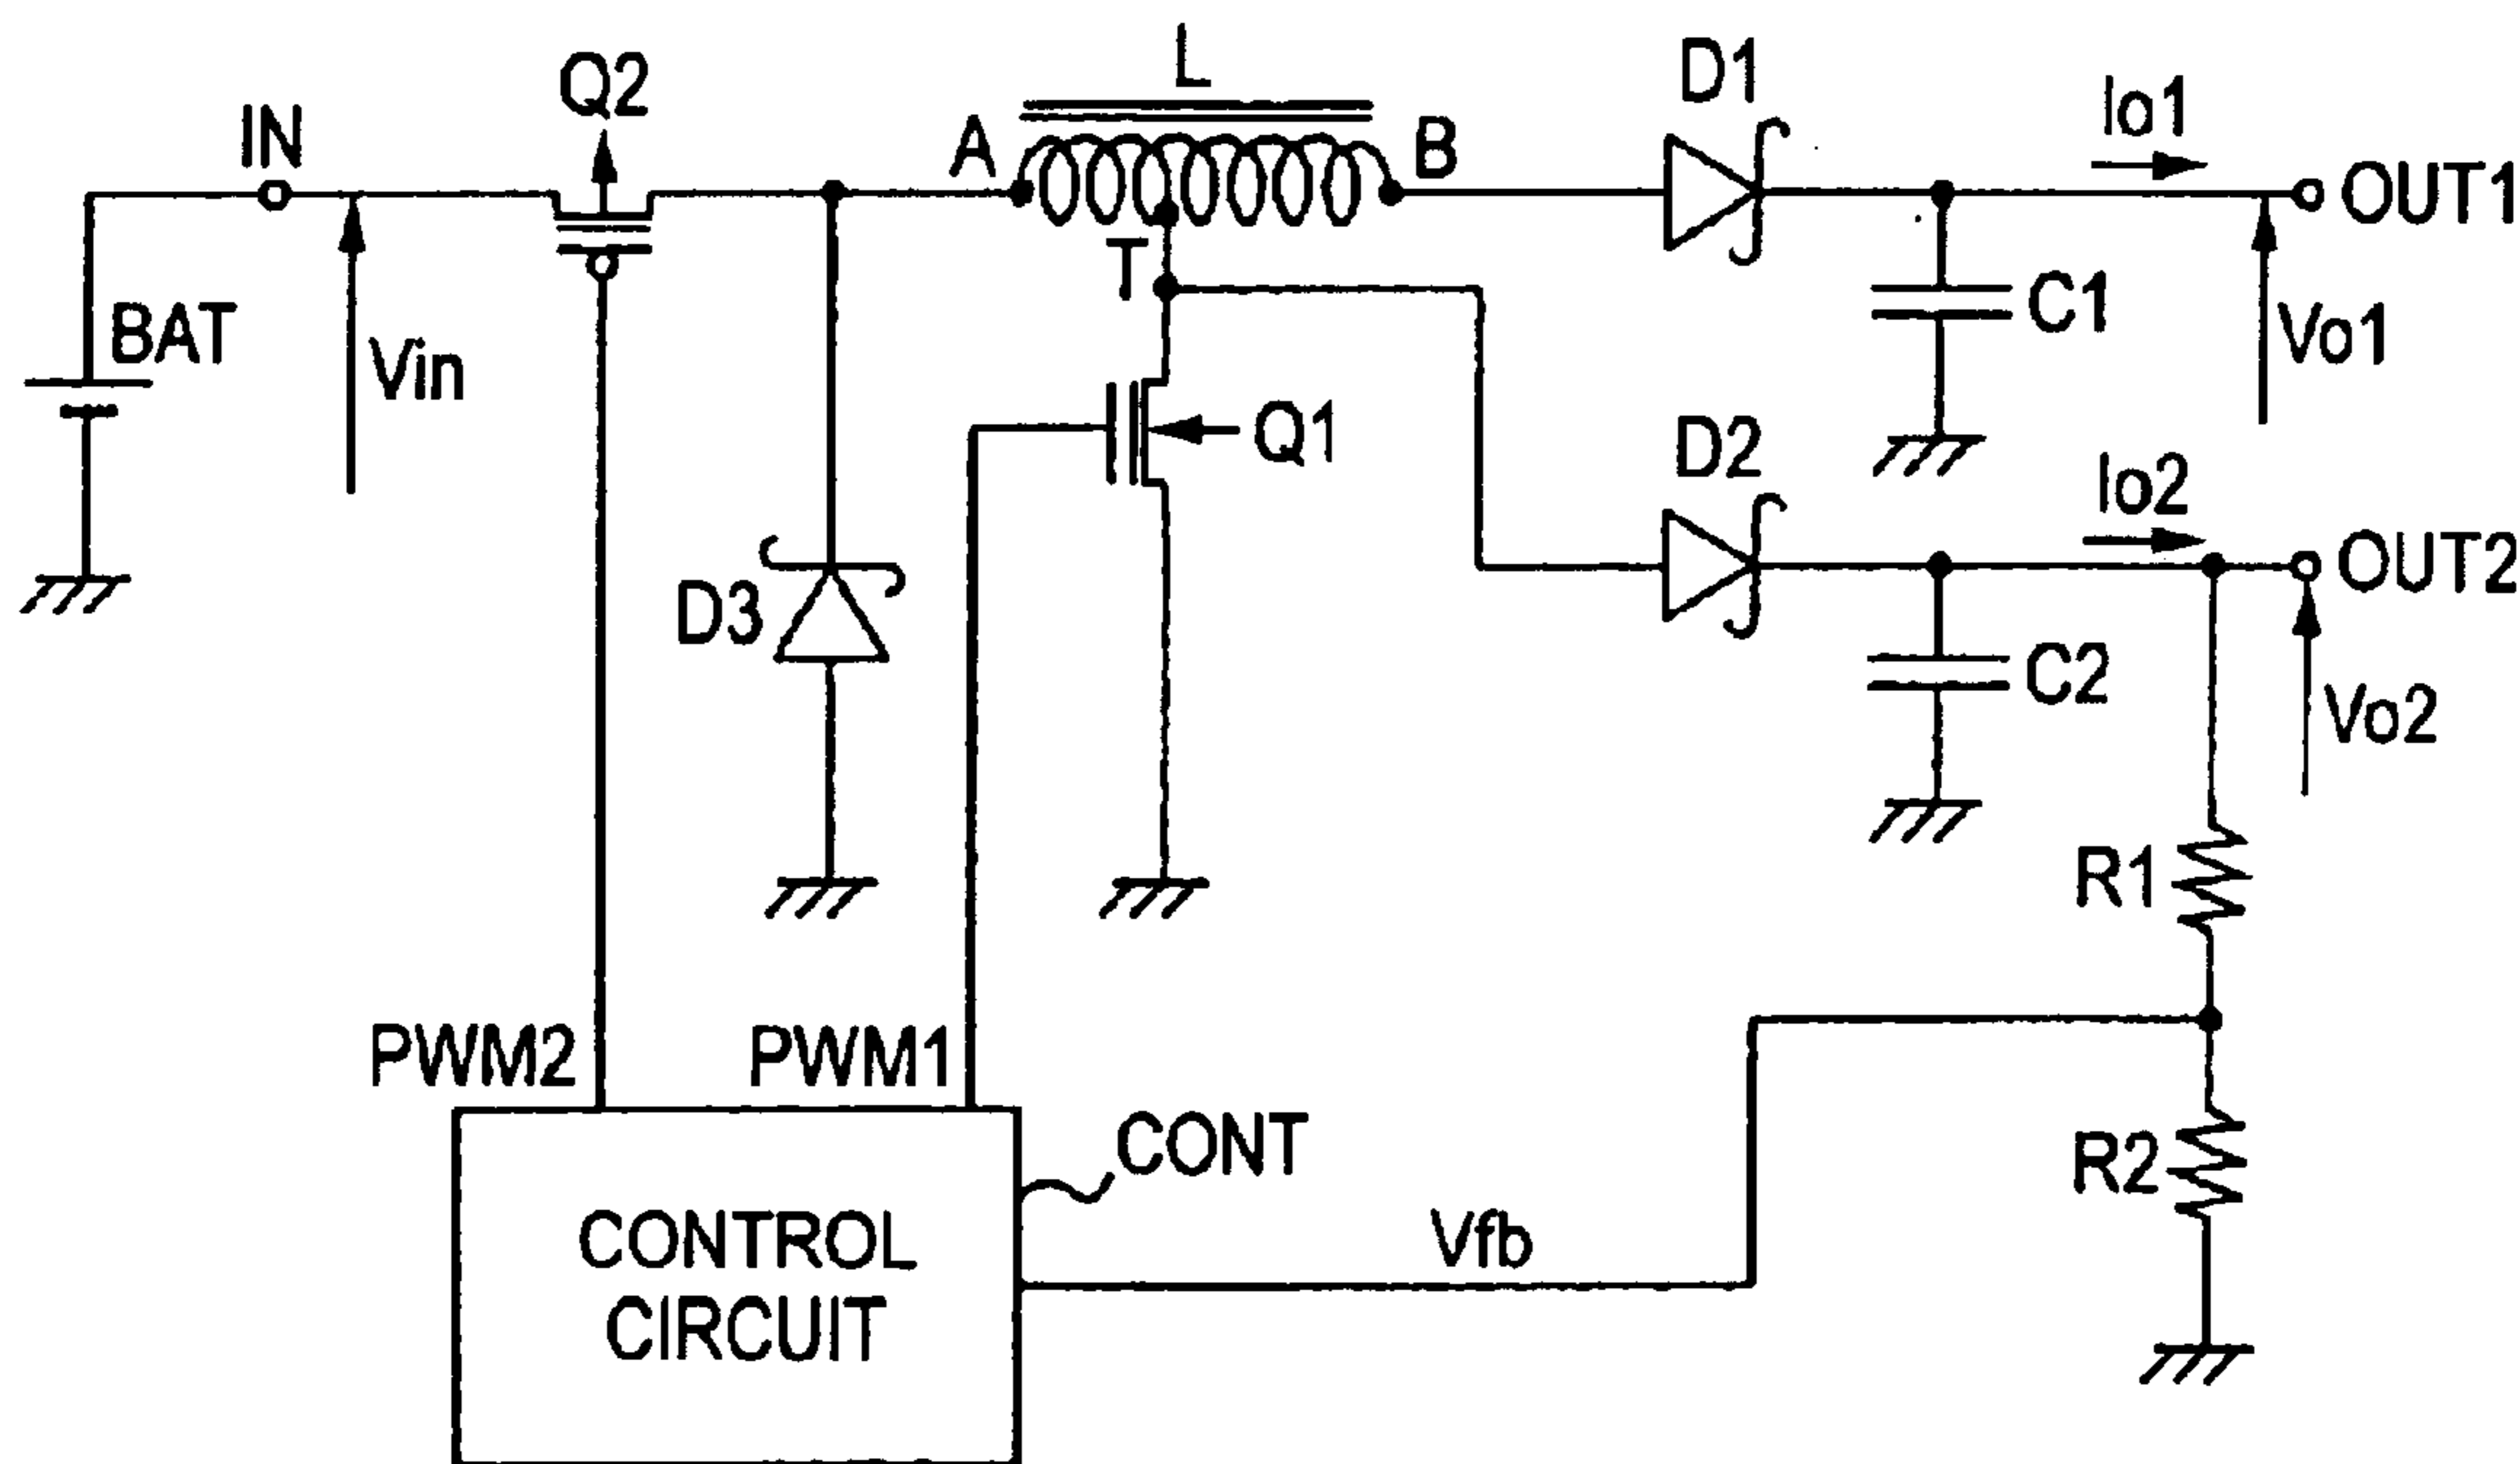 L
Q2
D1
Io1
IN
A
B
OUT1
T
C1
BAT
Vin
Vo1
Q1
D2
Io2
OUT2
D3
C2
Vo2
R1
PWM2
PWM1
CONT
R2
CONTROL
CIRCUIT
Vfb